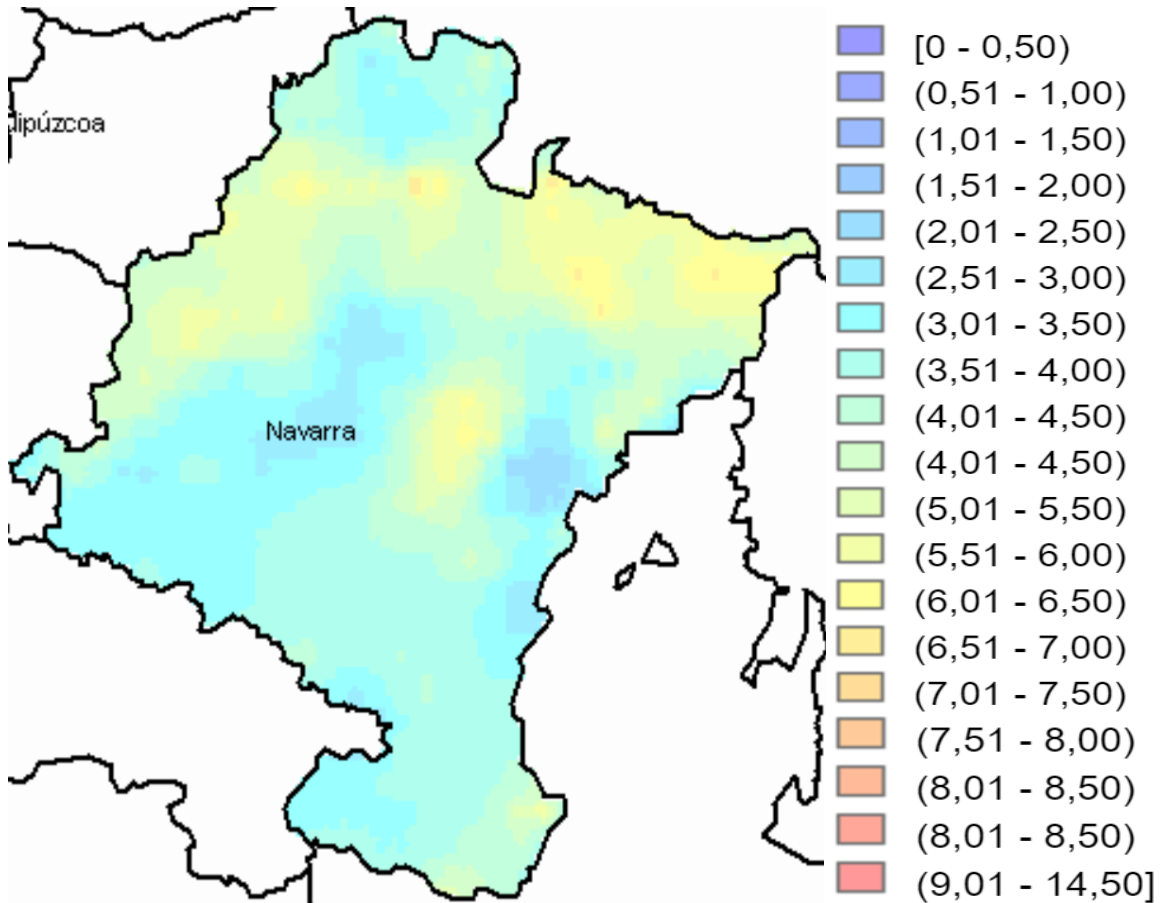 ipúzcoa
Navarra
[0 - 0,50)
(0,51 - 1,00)
(1,01 - 1,50)
(1,51 - 2,00)
(2,01 - 2,50)
(2,51 - 3,00)
(3,01 - 3,50)
(3,51 - 4,00)
(4,01 - 4,50)
(4,01 - 4,50)
(5,01 - 5,50)
(5,51 - 6,00)
(6,01 - 6,50)
(6,51 - 7,00)
(7,01 - 7,50)
(7,51 - 8,00)
(8,01 - 8,50)
(8,01 - 8,50)
(9,01 - 14,50]